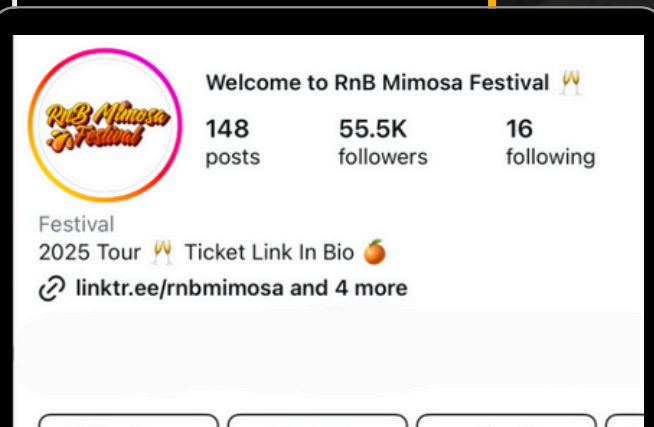 RnB Mimosa
Festival
Welcome to RnB Mimosa Festival 🥂
148 55.5K 16
posts followers following
Festival
2025 Tour 🥂 Ticket Link In Bio 🍊
linktr.ee/rnbmimosa and 4 more